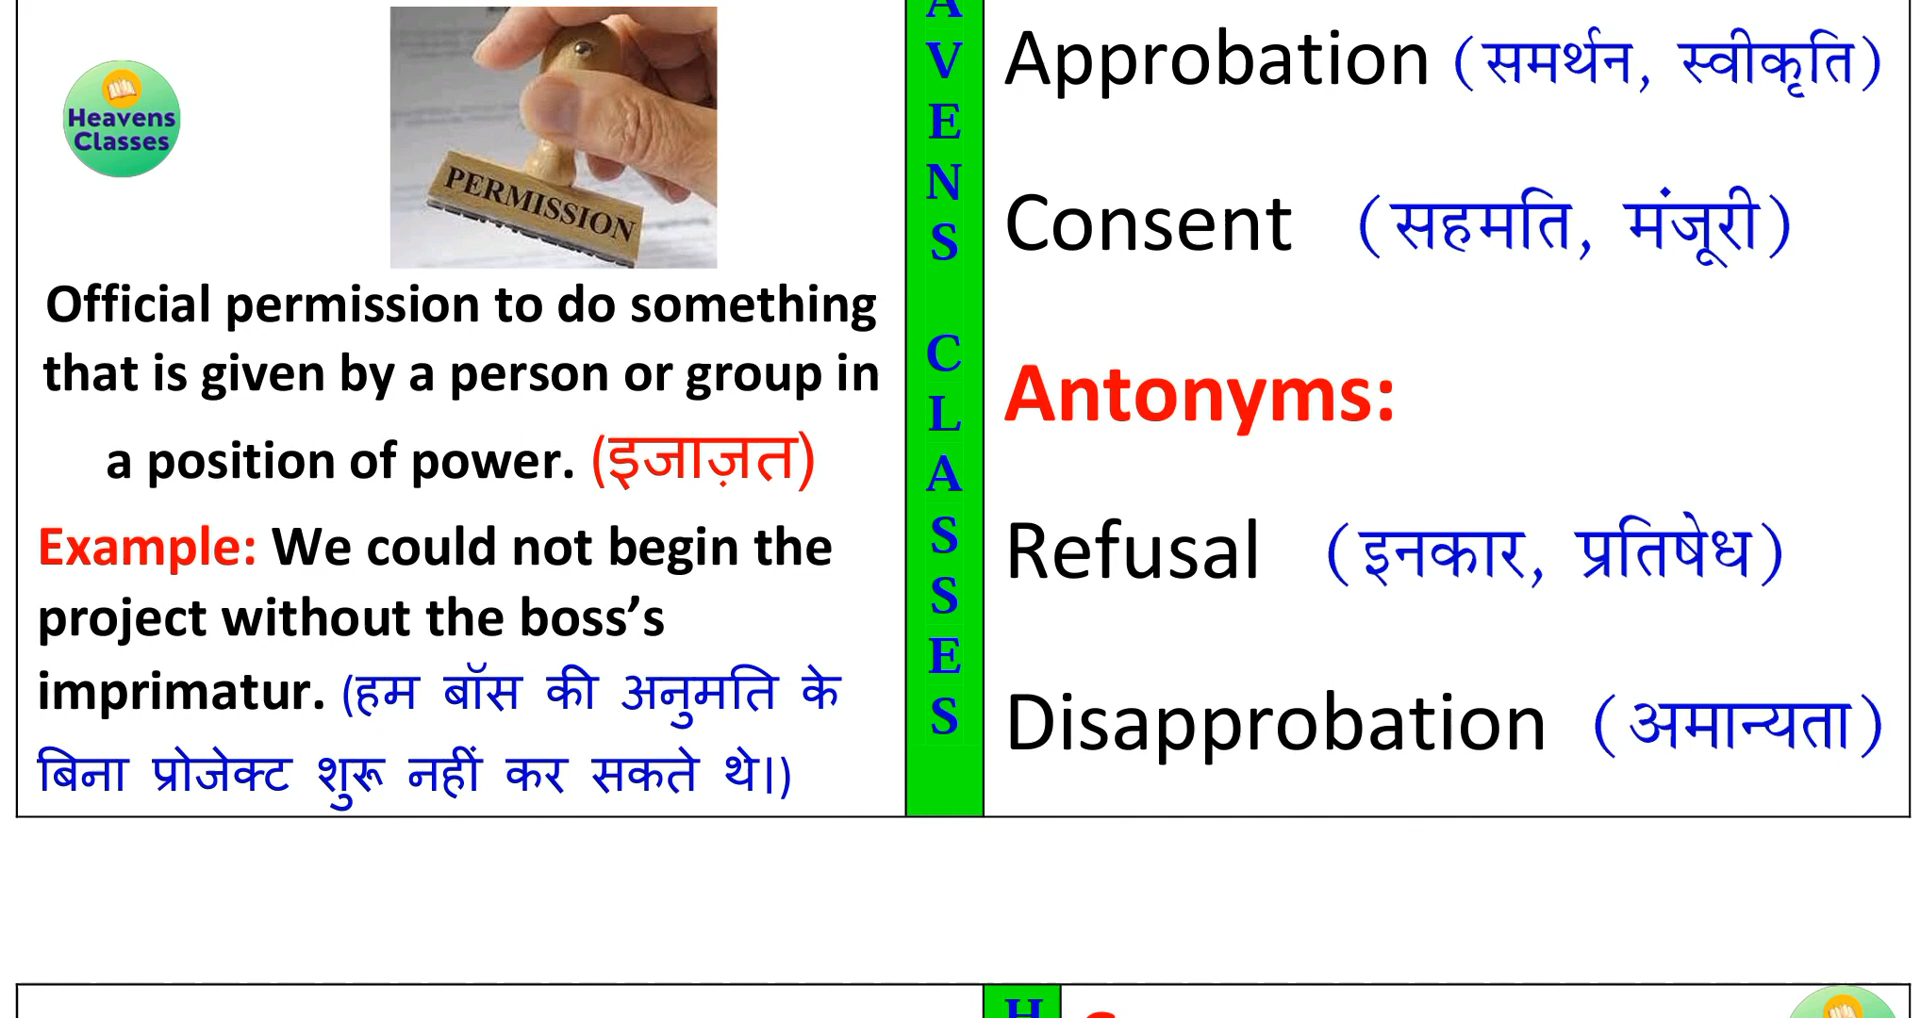 Heavens
Classes
PERMISSION
Official permission to do something
that is given by a person or group in
a position of power. (इजाज़त)
Example: We could not begin the
project without the boss’s
imprimatur. (हम बॉस की अनुमति के
बिना प्रोजेक्ट शुरू नहीं कर सकते थे।)
A
V
E
N
S
C
L
A
S
S
E
S
Approbation (समर्थन, स्वीकृति)
Consent (सहमति, मंजूरी)
Antonyms:
Refusal (इनकार, प्रतिषेध)
Disapprobation (अमान्यता)
H